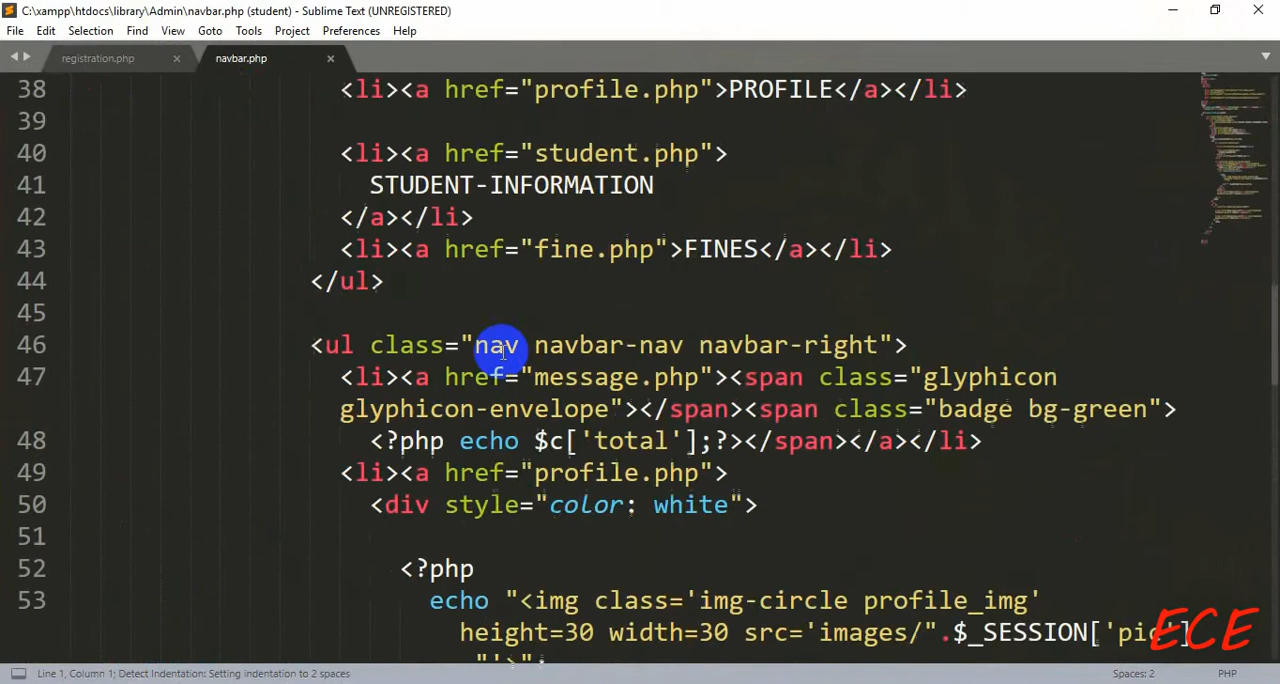 C:\xampp\htdocs\library\Admin\navbar.php (student) - Sublime Text (UNREGISTERED)
File Edit Selection Find View Goto Tools Project Preferences Help
registration.php navbar.php
38 <li><a href="profile.php">PROFILE</a></li>
39
40 <li><a href="student.php">
41 STUDENT-INFORMATION
42 </a></li>
43 <li><a href="fine.php">FINES</a></li>
44 </ul>
45
46 <ul class="nav navbar-nav navbar-right">
47 <li><a href="message.php"><span class="glyphicon
glyphicon-envelope"></span><span class="badge bg-green">
48 <?php echo $c['total'];?></span></a></li>
49 <li><a href="profile.php">
50 <div style="color: white">
51
52 <?php
53 echo "<img class='img-circle profile_img'
height=30 width=30 src='images/".$_SESSION['pic']
"'>";
ECE
Line 1, Column 1; Detect Indentation: Setting indentation to 2 spaces Spaces: 2 PHP